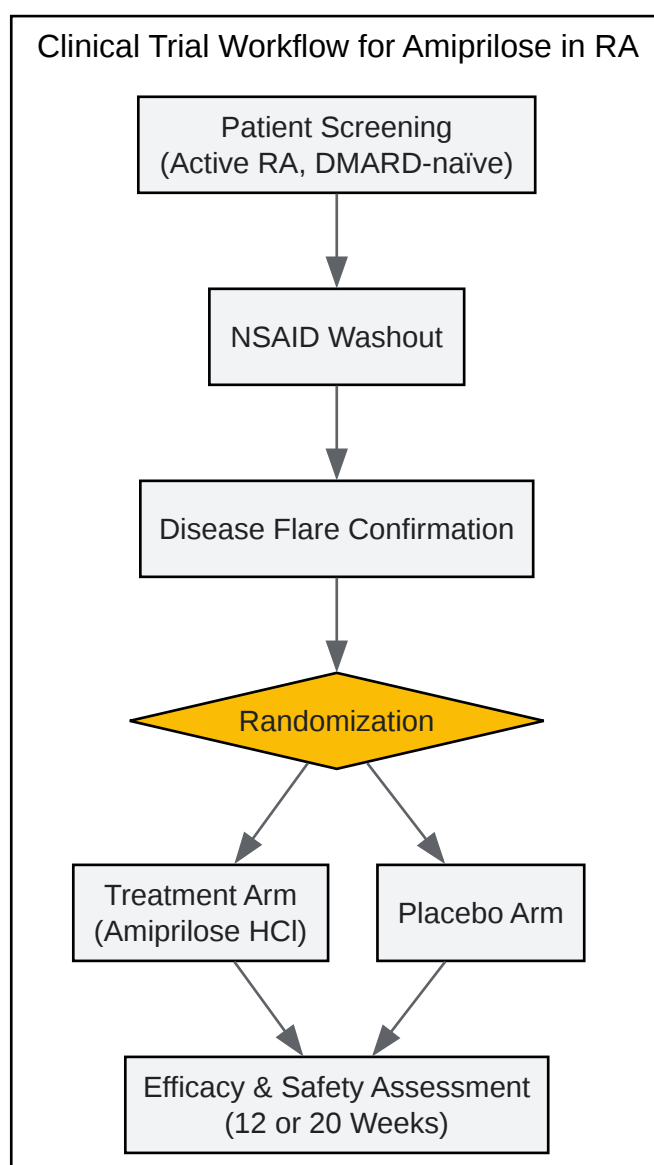 Clinical Trial Workflow for Amiprilose in RA
Patient Screening
(Active RA, DMARD-naïve)
NSAID Washout
Disease Flare Confirmation
Randomization
Treatment Arm
(Amiprilose HCl)
Placebo Arm
Efficacy & Safety Assessment
(12 or 20 Weeks)